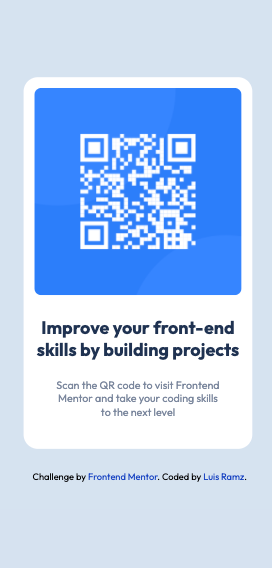 Improve your front-end
skills by building projects
Scan the QR code to visit Frontend
Mentor and take your coding skills
to the next level
Challenge by Frontend Mentor. Coded by Luis Ramz.